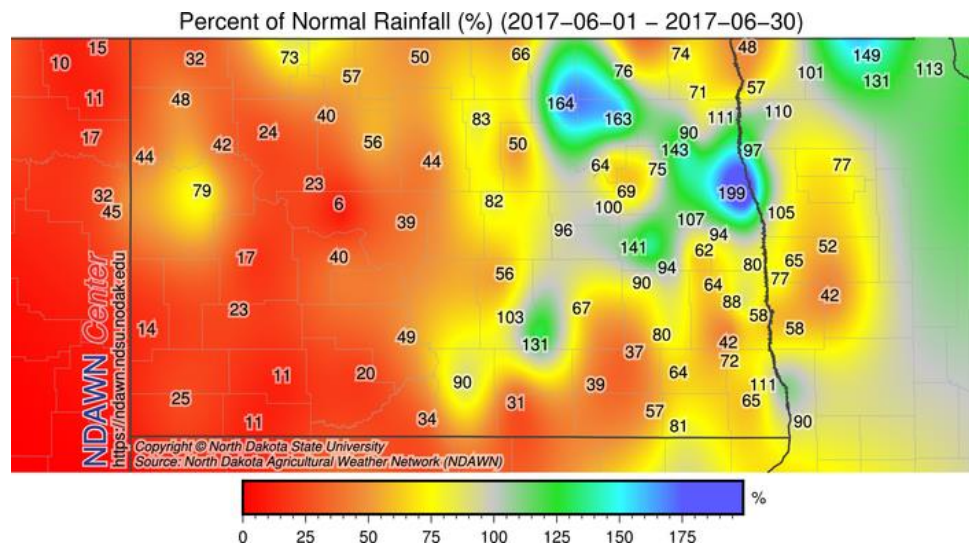 Percent of Normal Rainfall (%) (2017−06−01 − 2017−06−30)
15 32 73 50 66 74 48 149
10 57 76 101 131 113
11 48 40 164 163 71 57 110
83 111
17 42 24 56 50 90
44 44 143 97
64 75 77
79 23 69 199
32 6 82 100 105
45 39 96 107
141 94 52
17 40 62 65
56 94 80
90 77
64 42
23 103 67 88
58
14 49 131 80 58
37 42
72
11 20 90 39 64 111
25 31 65
11 34 57 90
81
NDAWN Center
https://ndawn.ndsu.nodak.edu
Copyright © North Dakota State University
Source: North Dakota Agricultural Weather Network (NDAWN)
%
0 25 50 75 100 125 150 175